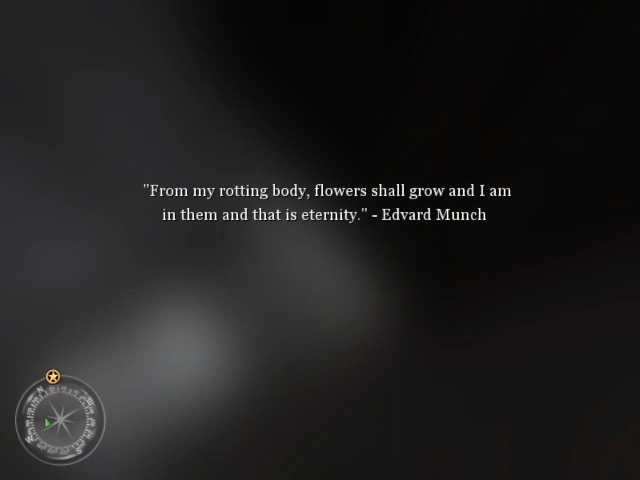 "From my rotting body, flowers shall grow and I am
in them and that is eternity." - Edvard Munch